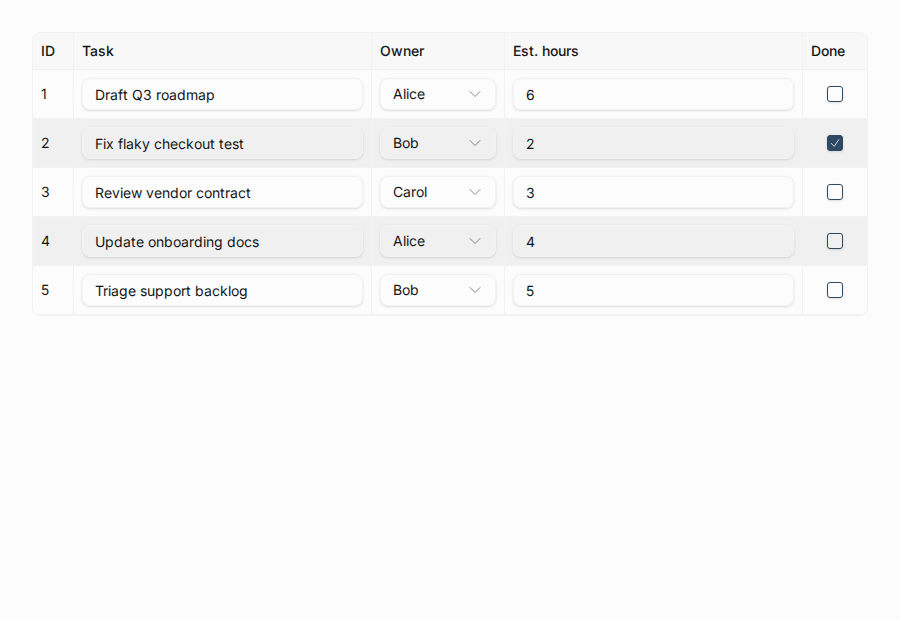 ID Task Owner Est. hours Done
1 Draft Q3 roadmap Alice 6
2 Fix flaky checkout test Bob 2
3 Review vendor contract Carol 3
4 Update onboarding docs Alice 4
5 Triage support backlog Bob 5